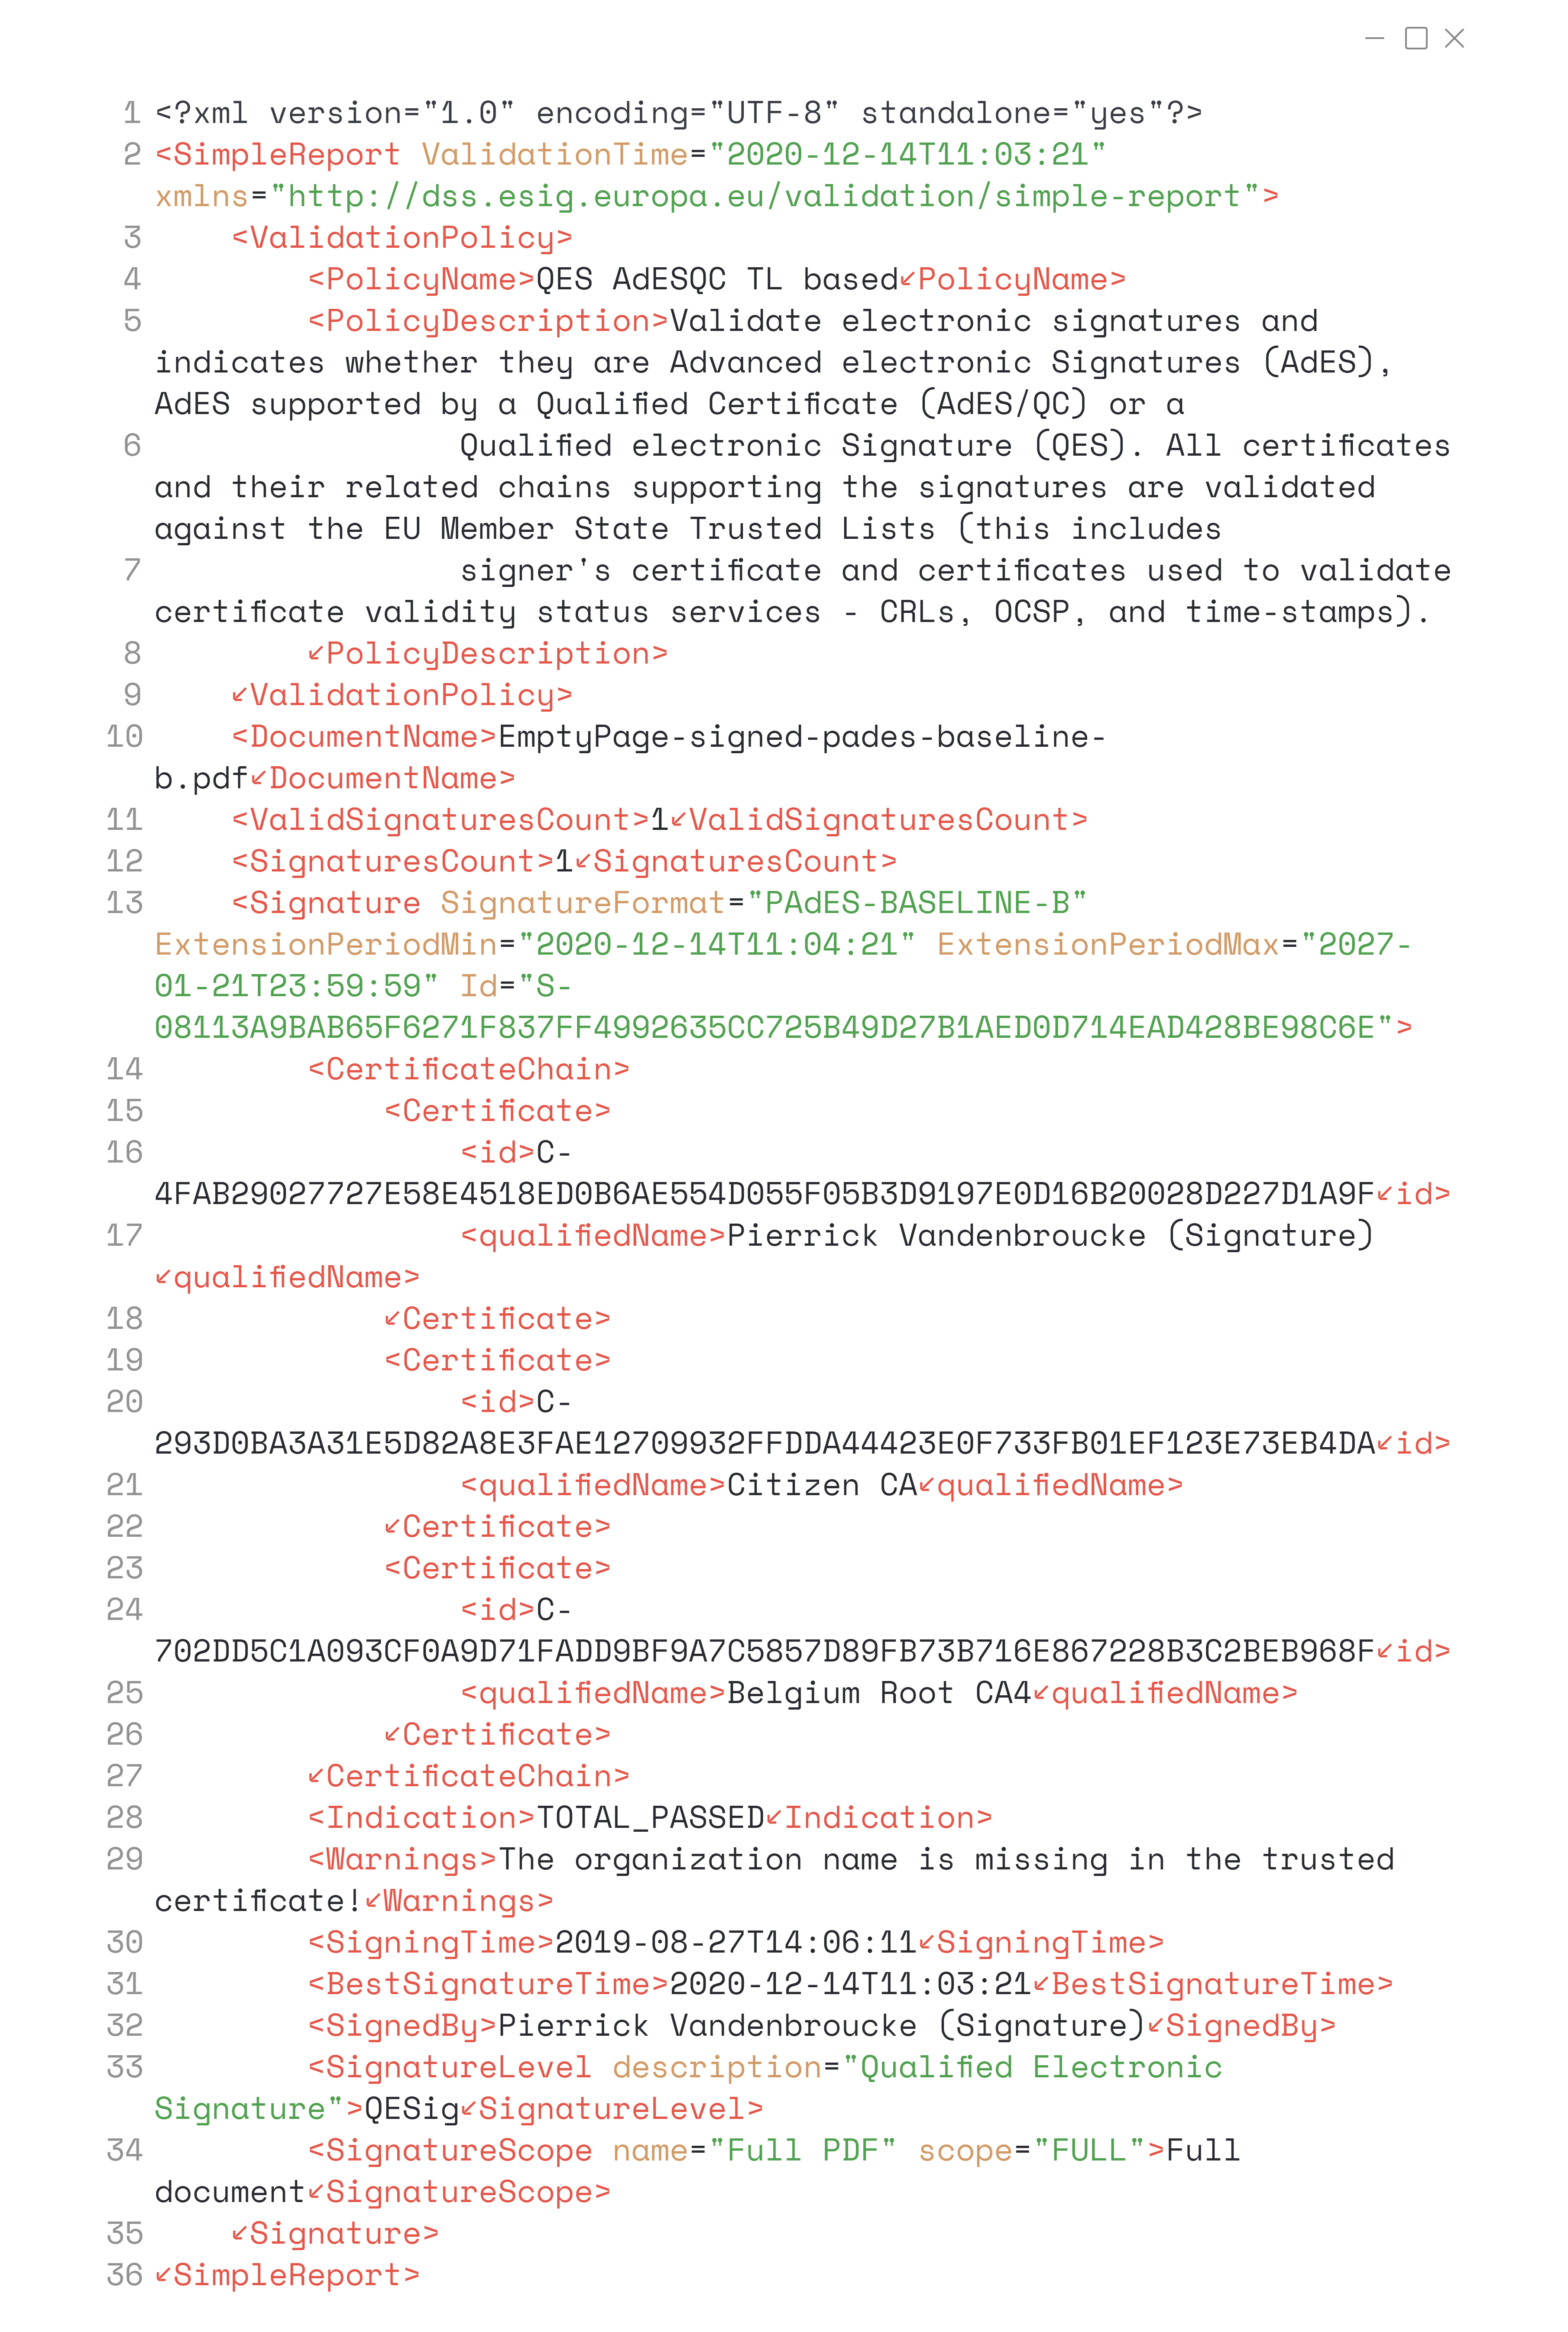 1 <?xml version="1.0" encoding="UTF-8" standalone="yes"?>
2 <SimpleReport ValidationTime="2020-12-14T11:03:21"
xmlns="http://dss.esig.europa.eu/validation/simple-report">
3     <ValidationPolicy>
4         <PolicyName>QES AdESQC TL based↙PolicyName>
5         <PolicyDescription>Validate electronic signatures and
indicates whether they are Advanced electronic Signatures (AdES),
AdES supported by a Qualified Certificate (AdES/QC) or a
6                 Qualified electronic Signature (QES). All certificates
and their related chains supporting the signatures are validated
against the EU Member State Trusted Lists (this includes
7                 signer's certificate and certificates used to validate
certificate validity status services - CRLs, OCSP, and time-stamps).
8         ↙PolicyDescription>
9     ↙ValidationPolicy>
10     <DocumentName>EmptyPage-signed-pades-baseline-
b.pdf↙DocumentName>
11     <ValidSignaturesCount>1↙ValidSignaturesCount>
12     <SignaturesCount>1↙SignaturesCount>
13     <Signature SignatureFormat="PAdES-BASELINE-B"
ExtensionPeriodMin="2020-12-14T11:04:21" ExtensionPeriodMax="2027-
01-21T23:59:59" Id="S-
08113A9BAB65F6271F837FF4992635CC725B49D27B1AED0D714EAD428BE98C6E">
14         <CertificateChain>
15             <Certificate>
16                 <id>C-
4FAB29027727E58E4518ED0B6AE554D055F05B3D9197E0D16B20028D227D1A9F↙id>
17                 <qualifiedName>Pierrick Vandenbroucke (Signature)
↙qualifiedName>
18             ↙Certificate>
19             <Certificate>
20                 <id>C-
293D0BA3A31E5D82A8E3FAE12709932FFDDA44423E0F733FB01EF123E73EB4DA↙id>
21                 <qualifiedName>Citizen CA↙qualifiedName>
22             ↙Certificate>
23             <Certificate>
24                 <id>C-
702DD5C1A093CF0A9D71FADD9BF9A7C5857D89FB73B716E867228B3C2BEB968F↙id>
25                 <qualifiedName>Belgium Root CA4↙qualifiedName>
26             ↙Certificate>
27         ↙CertificateChain>
28         <Indication>TOTAL_PASSED↙Indication>
29         <Warnings>The organization name is missing in the trusted
certificate!↙Warnings>
30         <SigningTime>2019-08-27T14:06:11↙SigningTime>
31         <BestSignatureTime>2020-12-14T11:03:21↙BestSignatureTime>
32         <SignedBy>Pierrick Vandenbroucke (Signature)↙SignedBy>
33         <SignatureLevel description="Qualified Electronic
Signature">QESig↙SignatureLevel>
34         <SignatureScope name="Full PDF" scope="FULL">Full
document↙SignatureScope>
35     ↙Signature>
36 ↙SimpleReport>